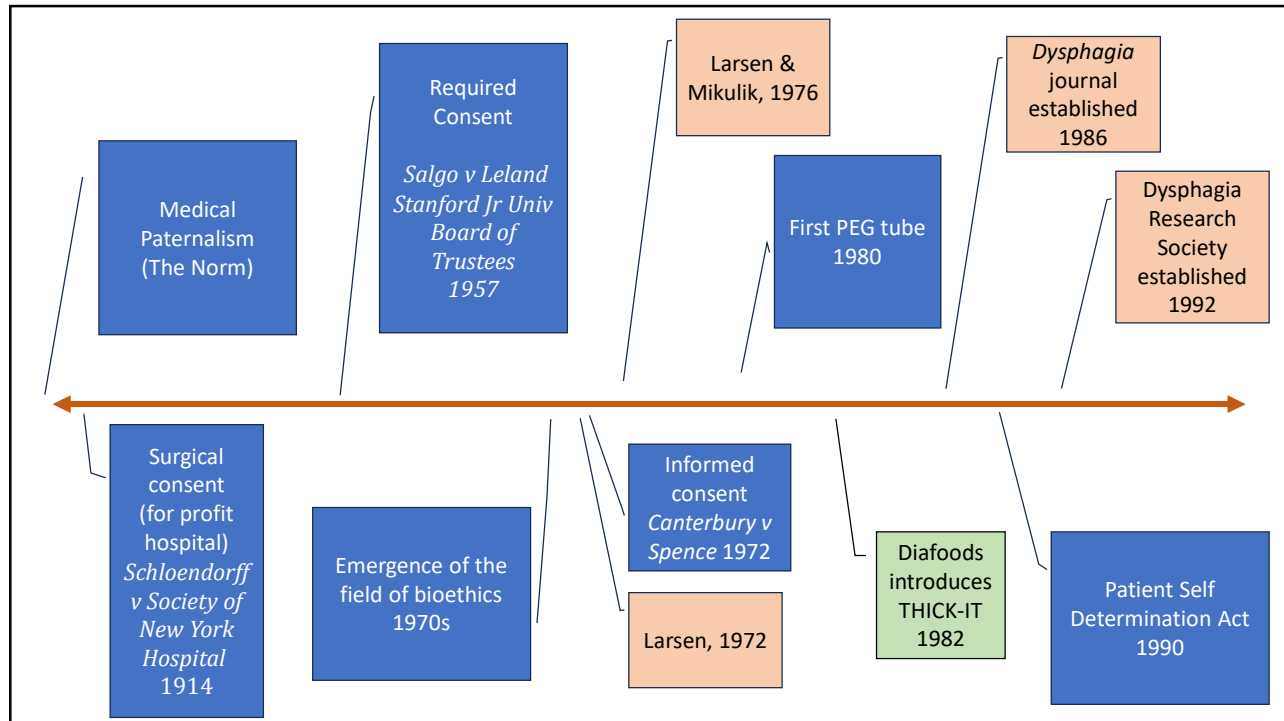 Medical
Paternalism
(The Norm)
Required
Consent
Salgo v Leland
Stanford Jr Univ
Board of
Trustees
1957
Larsen &
Mikulik, 1976
First PEG tube
1980
Dysphagia
journal
established
1986
Dysphagia
Research
Society
established
1992
Surgical
consent
(for profit
hospital)
Schloendorff
v Society of
New York
Hospital
1914
Emergence of the
field of bioethics
1970s
Informed
consent
Canterbury v
Spence 1972
Larsen, 1972
Diafoods
introduces
THICK-IT
1982
Patient Self
Determination Act
1990